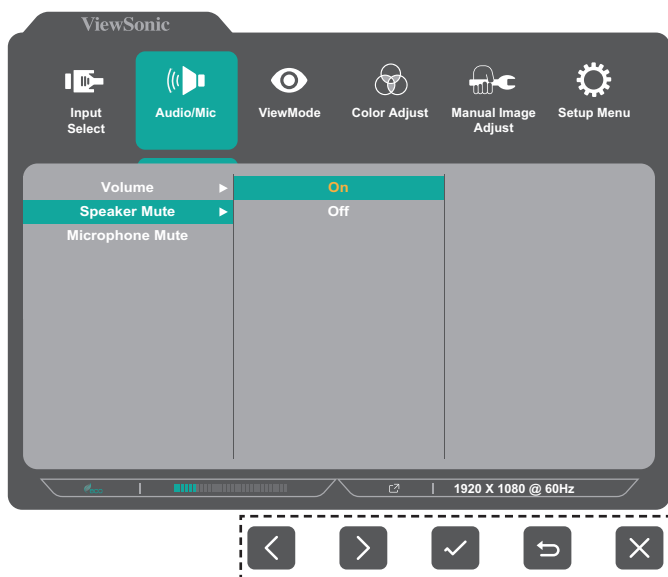 ViewSonic
Input Select
Audio/Mic
ViewMode
Color Adjust
Manual Image Adjust
Setup Menu
Volume
On
Speaker Mute
Off
Microphone Mute
eco
1920 X 1080 @ 60Hz